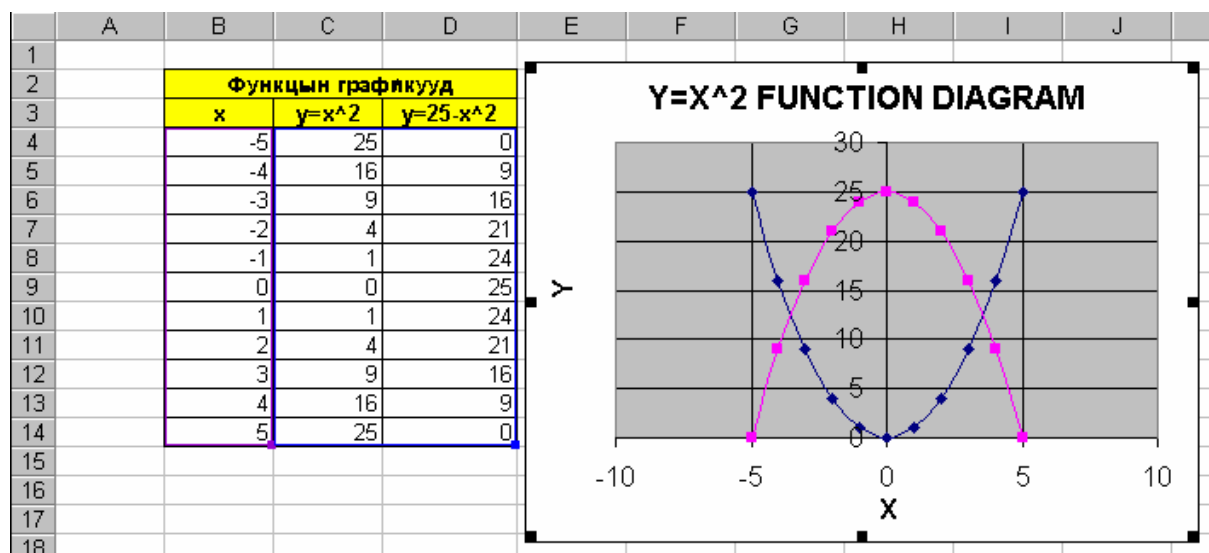 A B C D E F G H I J
1
2 Функцын графикууд
3 x y=x^2 y=25-x^2
4 -5 25 0
5 -4 16 9
6 -3 9 16
7 -2 4 21
8 -1 1 24
9 0 0 25
10 1 1 24
11 2 4 21
12 3 9 16
13 4 16 9
14 5 25 0
15
16
17
18
Y=X^2 FUNCTION DIAGRAM
30
25
20
15
10
5
0
Y
-10 -5 0 5 10
X